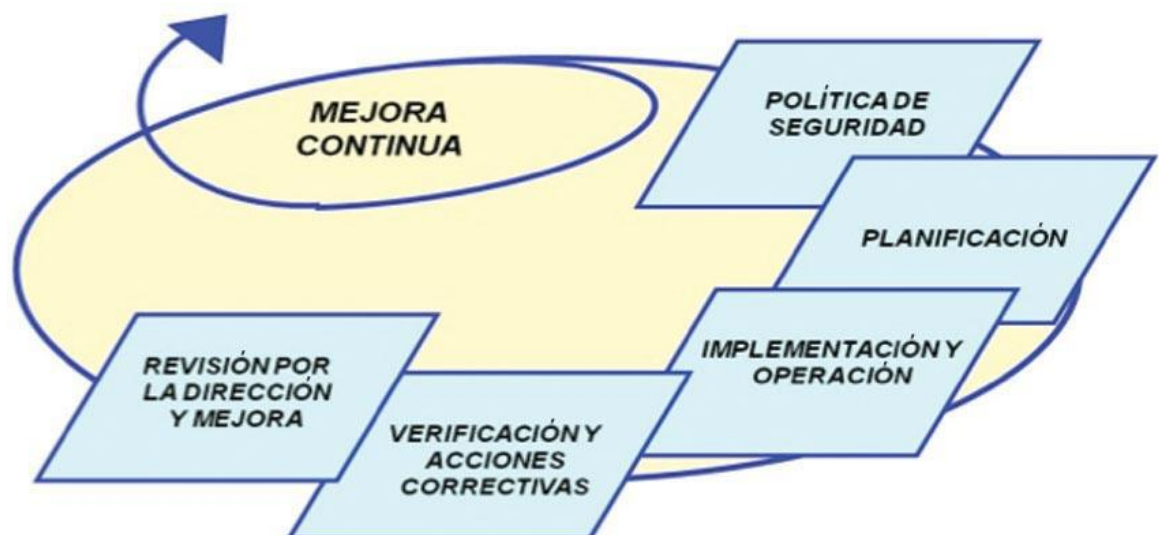 MEJORA
CONTINUA
POLÍTICA DE
SEGURIDAD
PLANIFICACIÓN
IMPLEMENTACIÓN Y
OPERACIÓN
VERIFICACIÓN Y
ACCIONES
CORRECTIVAS
REVISIÓN POR
LA DIRECCIÓN
Y MEJORA